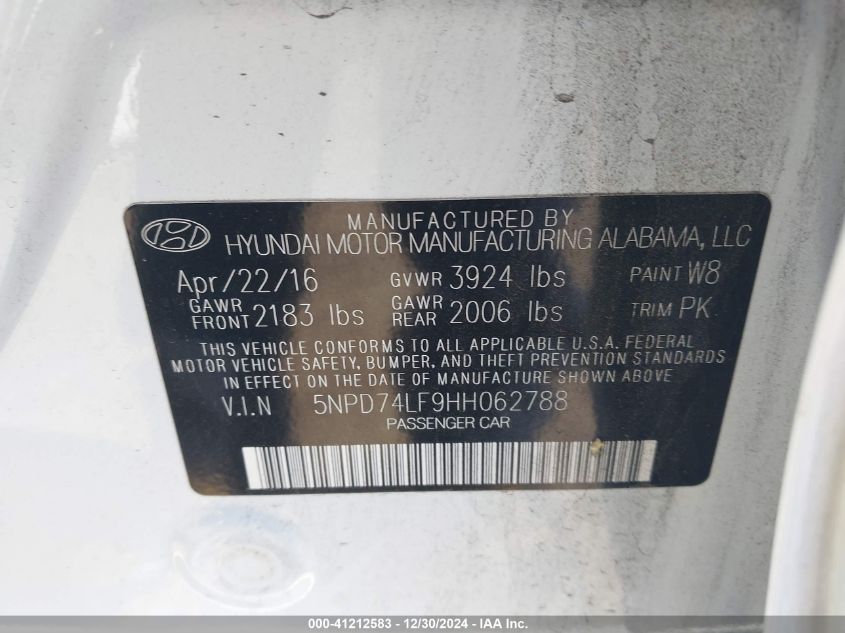 MANUFACTURED BY
HYUNDAI MOTOR MANUFACTURING ALABAMA, LLC
Apr/22/16 GVWR 3924 lbs PAINT W8
GAWR FRONT 2183 lbs GAWR REAR 2006 lbs TRIM PK
THIS VEHICLE CONFORMS TO ALL APPLICABLE U.S.A. FEDERAL
MOTOR VEHICLE SAFETY, BUMPER, AND THEFT PREVENTION STANDARDS
IN EFFECT ON THE DATE OF MANUFACTURE SHOWN ABOVE.
V.I.N 5NPD74LF9HH062788
PASSENGER CAR
000-41212583 - 12/30/2024 - IAA Inc.